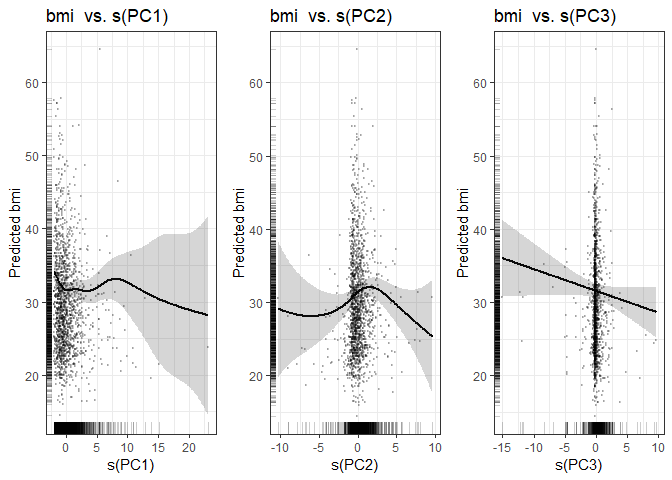 bmi vs. s(PC1)
Predicted bmi
60
50
40
30
20
0 5 10 15 20
s(PC1)
bmi vs. s(PC2)
Predicted bmi
60
50
40
30
20
-10 -5 0 5 10
s(PC2)
bmi vs. s(PC3)
Predicted bmi
60
50
40
30
20
-15 -10 -5 0 5 10
s(PC3)